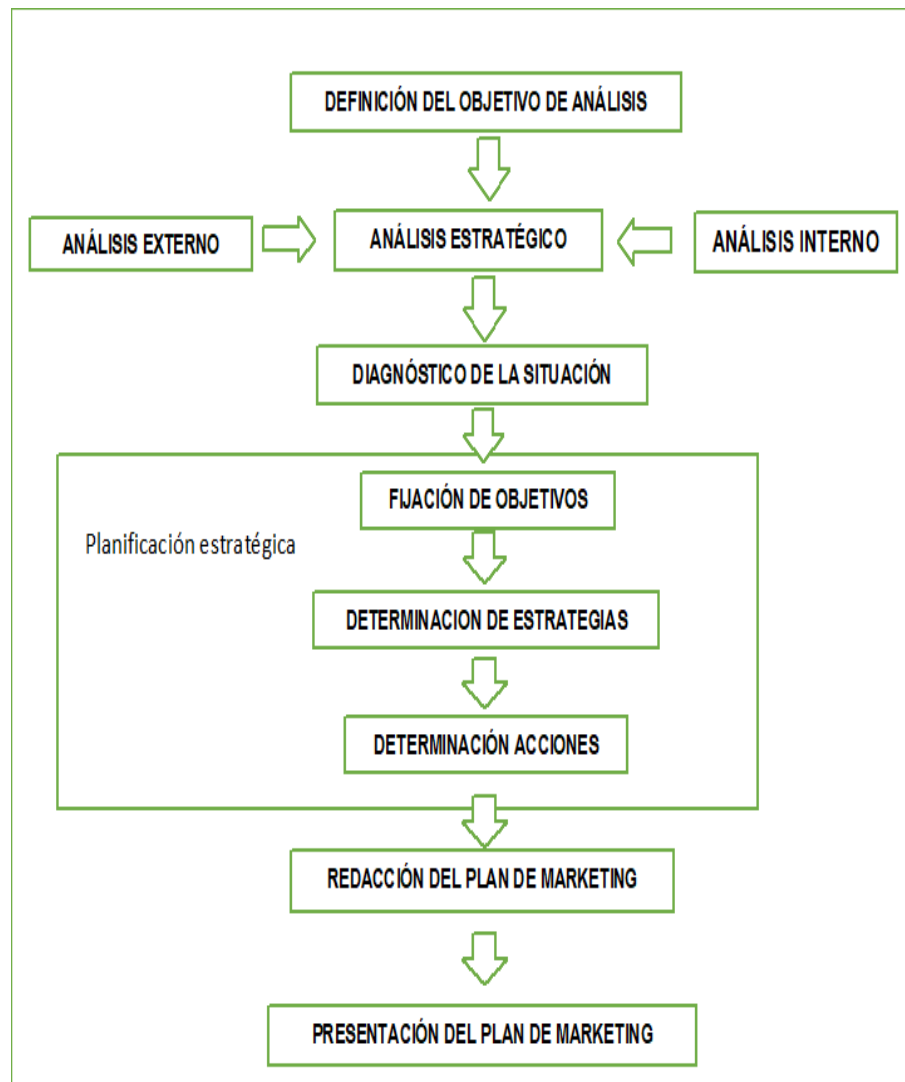 DEFINICIÓN DEL OBJETIVO DE ANÁLISIS
ANÁLISIS EXTERNO
ANÁLISIS ESTRATÉGICO
ANÁLISIS INTERNO
DIAGNÓSTICO DE LA SITUACIÓN
FIJACIÓN DE OBJETIVOS
Planificación estratégica
DETERMINACION DE ESTRATEGIAS
DETERMINACIÓN ACCIONES
REDACCIÓN DEL PLAN DE MARKETING
PRESENTACIÓN DEL PLAN DE MARKETING